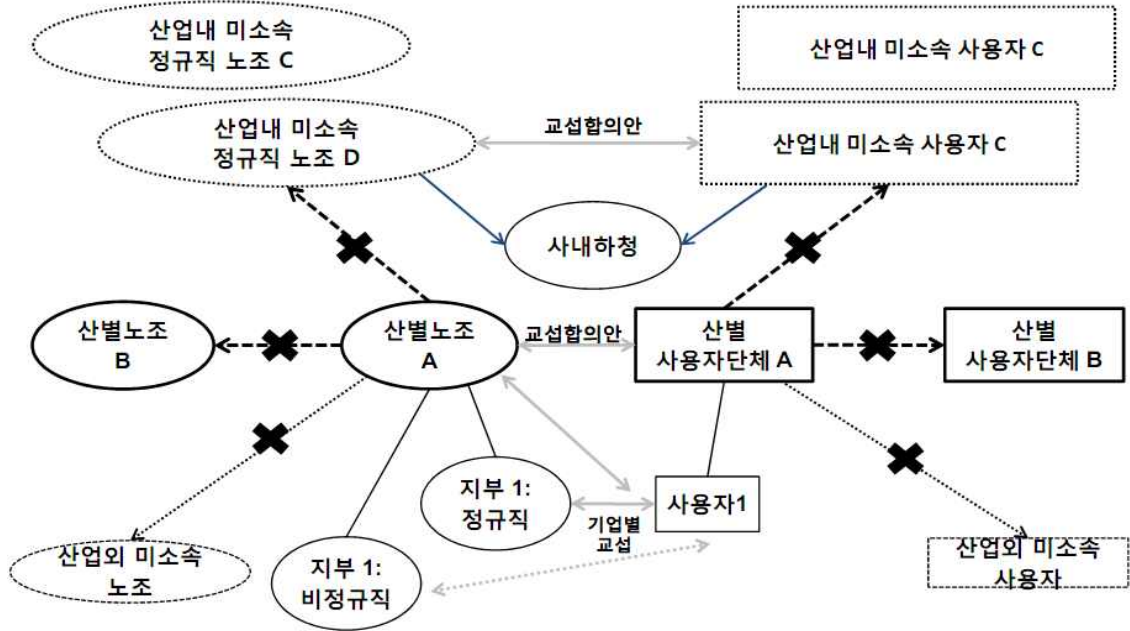 산업내 미소속
정규직 노조 C
산업내 미소속 사용자 C
산업내 미소속
정규직 노조 D
교섭합의안
산업내 미소속 사용자 C
사내하청
산별노조
B
산별노조
A
교섭합의안
산별
사용자단체 A
산별
사용자단체 B
지부 1:
정규직
기업별
교섭
사용자1
산업외 미소속
노조
지부 1:
비정규직
산업외 미소속
사용자